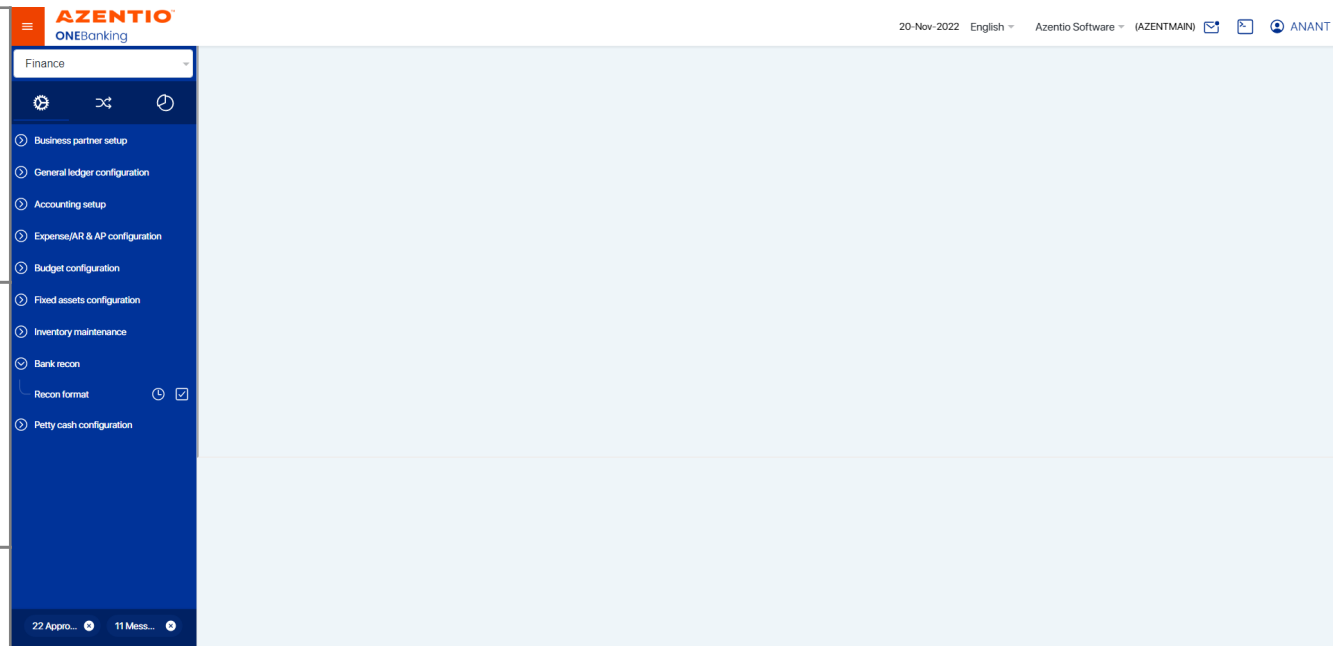 AZENTIO™
ONEBanking
20-Nov-2022 English Azentio Software (AZENTMAIN) ANANT
Finance
Business partner setup
General ledger configuration
Accounting setup
Expense/AR & AP configuration
Budget configuration
Fixed assets configuration
Inventory maintenance
Bank recon
Recon format
Petty cash configuration
22 Appro... 11 Mess...